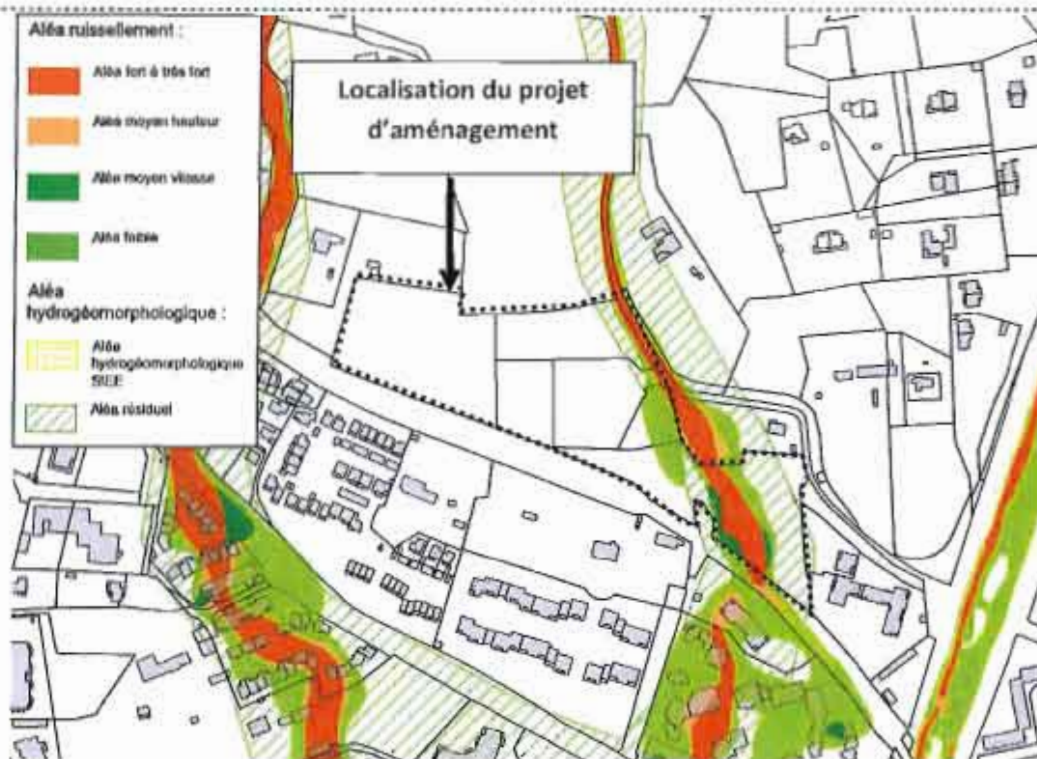 Aléa ruissellement :
Aléa fort à très fort
Aléa moyen hauteur
Aléa moyen vitesse
Aléa faible
Aléa
hydrogéomorphologique :
Aléa
hydrogéomorphologique
SIEE
Aléa résiduel
Localisation du projet
d'aménagement